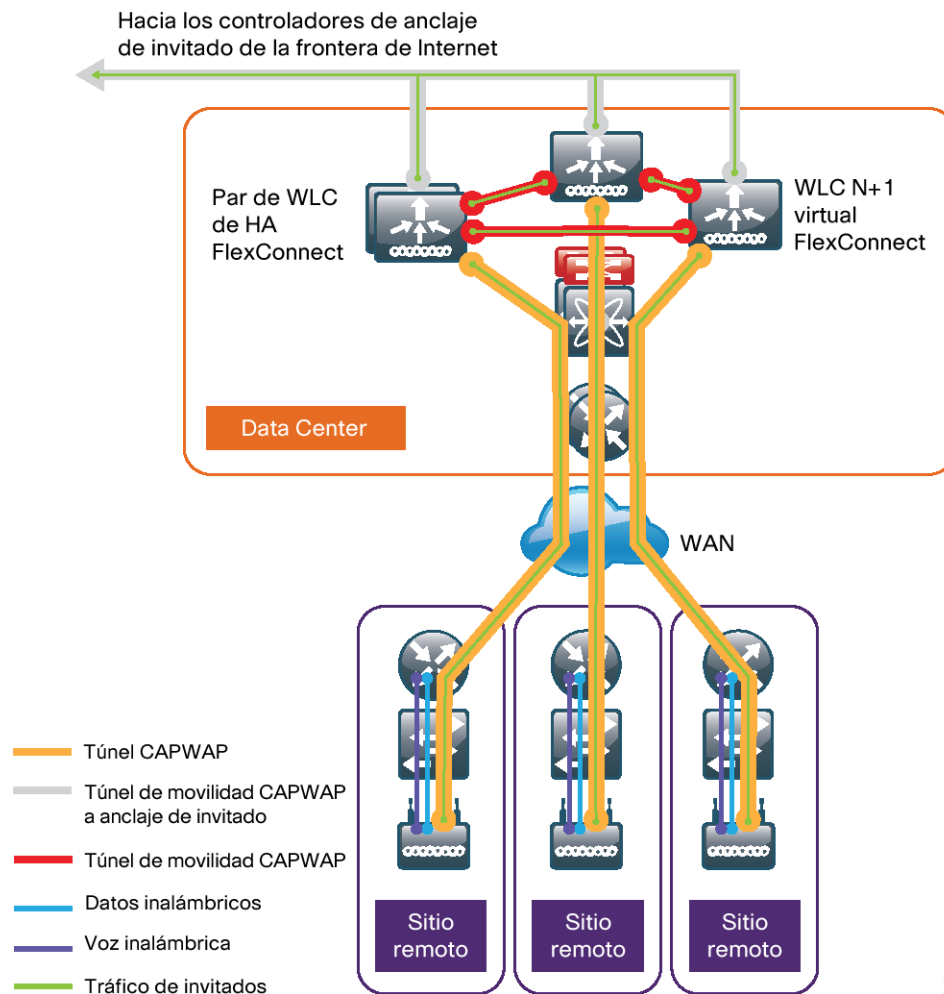 Hacia los controladores de anclaje
de invitado de la frontera de Internet
Par de WLC
de HA
FlexConnect
WLC N+1
virtual
FlexConnect
Data Center
WAN
Túnel CAPWAP
Túnel de movilidad CAPWAP
a anclaje de invitado
Túnel de movilidad CAPWAP
Datos inalámbricos
Voz inalámbrica
Tráfico de invitados
Sitio
remoto
Sitio
remoto
Sitio
remoto